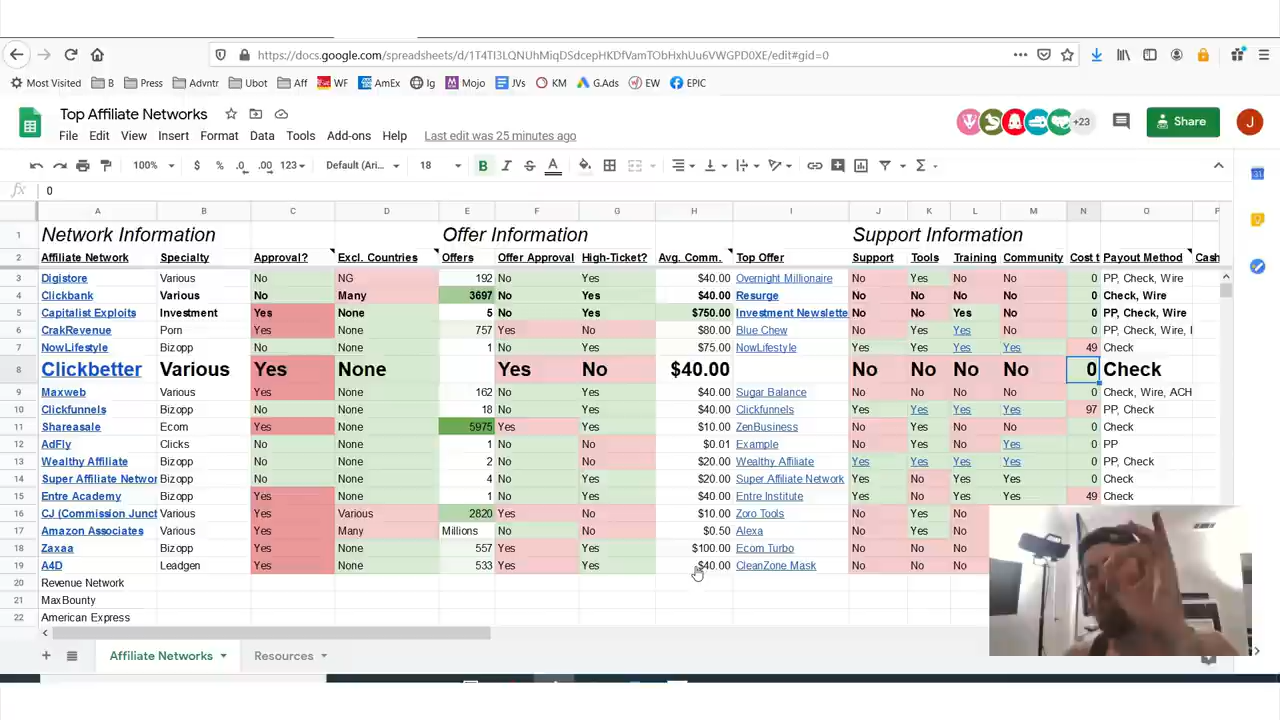 https://docs.google.com/spreadsheets/d/1T4TI3LQNUhMiqDSdcepHKDfVamTObHxhUu6VWGPD0XE/edit#gid=0
Most Visited B Press Advntr Ubot Aff WF AmEx Ig Mojo JVs KM G.Ads EW EPIC
Top Affiliate Networks
+23 Share J
File Edit View Insert Format Data Tools Add-ons Help Last edit was 25 minutes ago
100% $ % .0 .00 123 Default (Ari... 18 B I S A
fx 0
A B C D E F G H I J K L M N O P
1 Network Information Offer Information Support Information
2 Affiliate Network Specialty Approval? Excl. Countries Offers Offer Approval High-Ticket? Avg. Comm. Top Offer Support Tools Training Community Cost t Payout Method Cash
3 Digistore Various No NG 192 No Yes $40.00 Overnight Millionaire No Yes No No 0 PP, Check, Wire
4 Clickbank Various No Many 3697 No Yes $40.00 Resurge No No No No 0 Check, Wire
5 Capitalist Exploits Investment Yes None 5 No Yes $750.00 Investment Newslette No No Yes No 0 PP, Check, Wire
6 CrakRevenue Porn Yes None 757 Yes No $80.00 Blue Chew No No Yes Yes 0 PP, Check, Wire, I
7 NowLifestyle Bizopp No None 1 No Yes $75.00 NowLifestyle Yes Yes Yes Yes 49 Check
8 Clickbetter Various Yes None Yes No $40.00 No No No No 0 Check
9 Maxweb Various Yes None 162 No Yes $40.00 Sugar Balance No No No No 0 Check, Wire, ACH
10 Clickfunnels Bizopp No None 18 No Yes $40.00 Clickfunnels Yes Yes Yes Yes 97 PP, Check
11 Shareasale Ecom Yes None 5975 Yes Yes $10.00 ZenBusiness No No No No 0 Check
12 AdFly Clicks No None 1 No No $0.01 Example No No No Yes 0 PP
13 Wealthy Affiliate Bizopp No None 2 No No $20.00 Wealthy Affiliate Yes Yes Yes Yes 0 PP, Check
14 Super Affiliate Networ Bizopp No None 4 No Yes $20.00 Super Affiliate Network Yes No Yes Yes 0 Check
15 Entre Academy Bizopp Yes None 1 No Yes $40.00 Entre Institute No Yes Yes Yes 49 Check
16 CJ (Commission Junct Various Yes Various 2820 Yes No $10.00 Zoro Tools No Yes No
17 Amazon Associates Various Yes Many Millions No No $0.50 Alexa No Yes No
18 Zaxaa Bizopp Yes None 557 Yes Yes $100.00 Ecom Turbo No No No
19 A4D Leadgen Yes None 533 Yes Yes $40.00 CleanZone Mask No No No
20 Revenue Network
21 MaxBounty
22 American Express
Affiliate Networks Resources